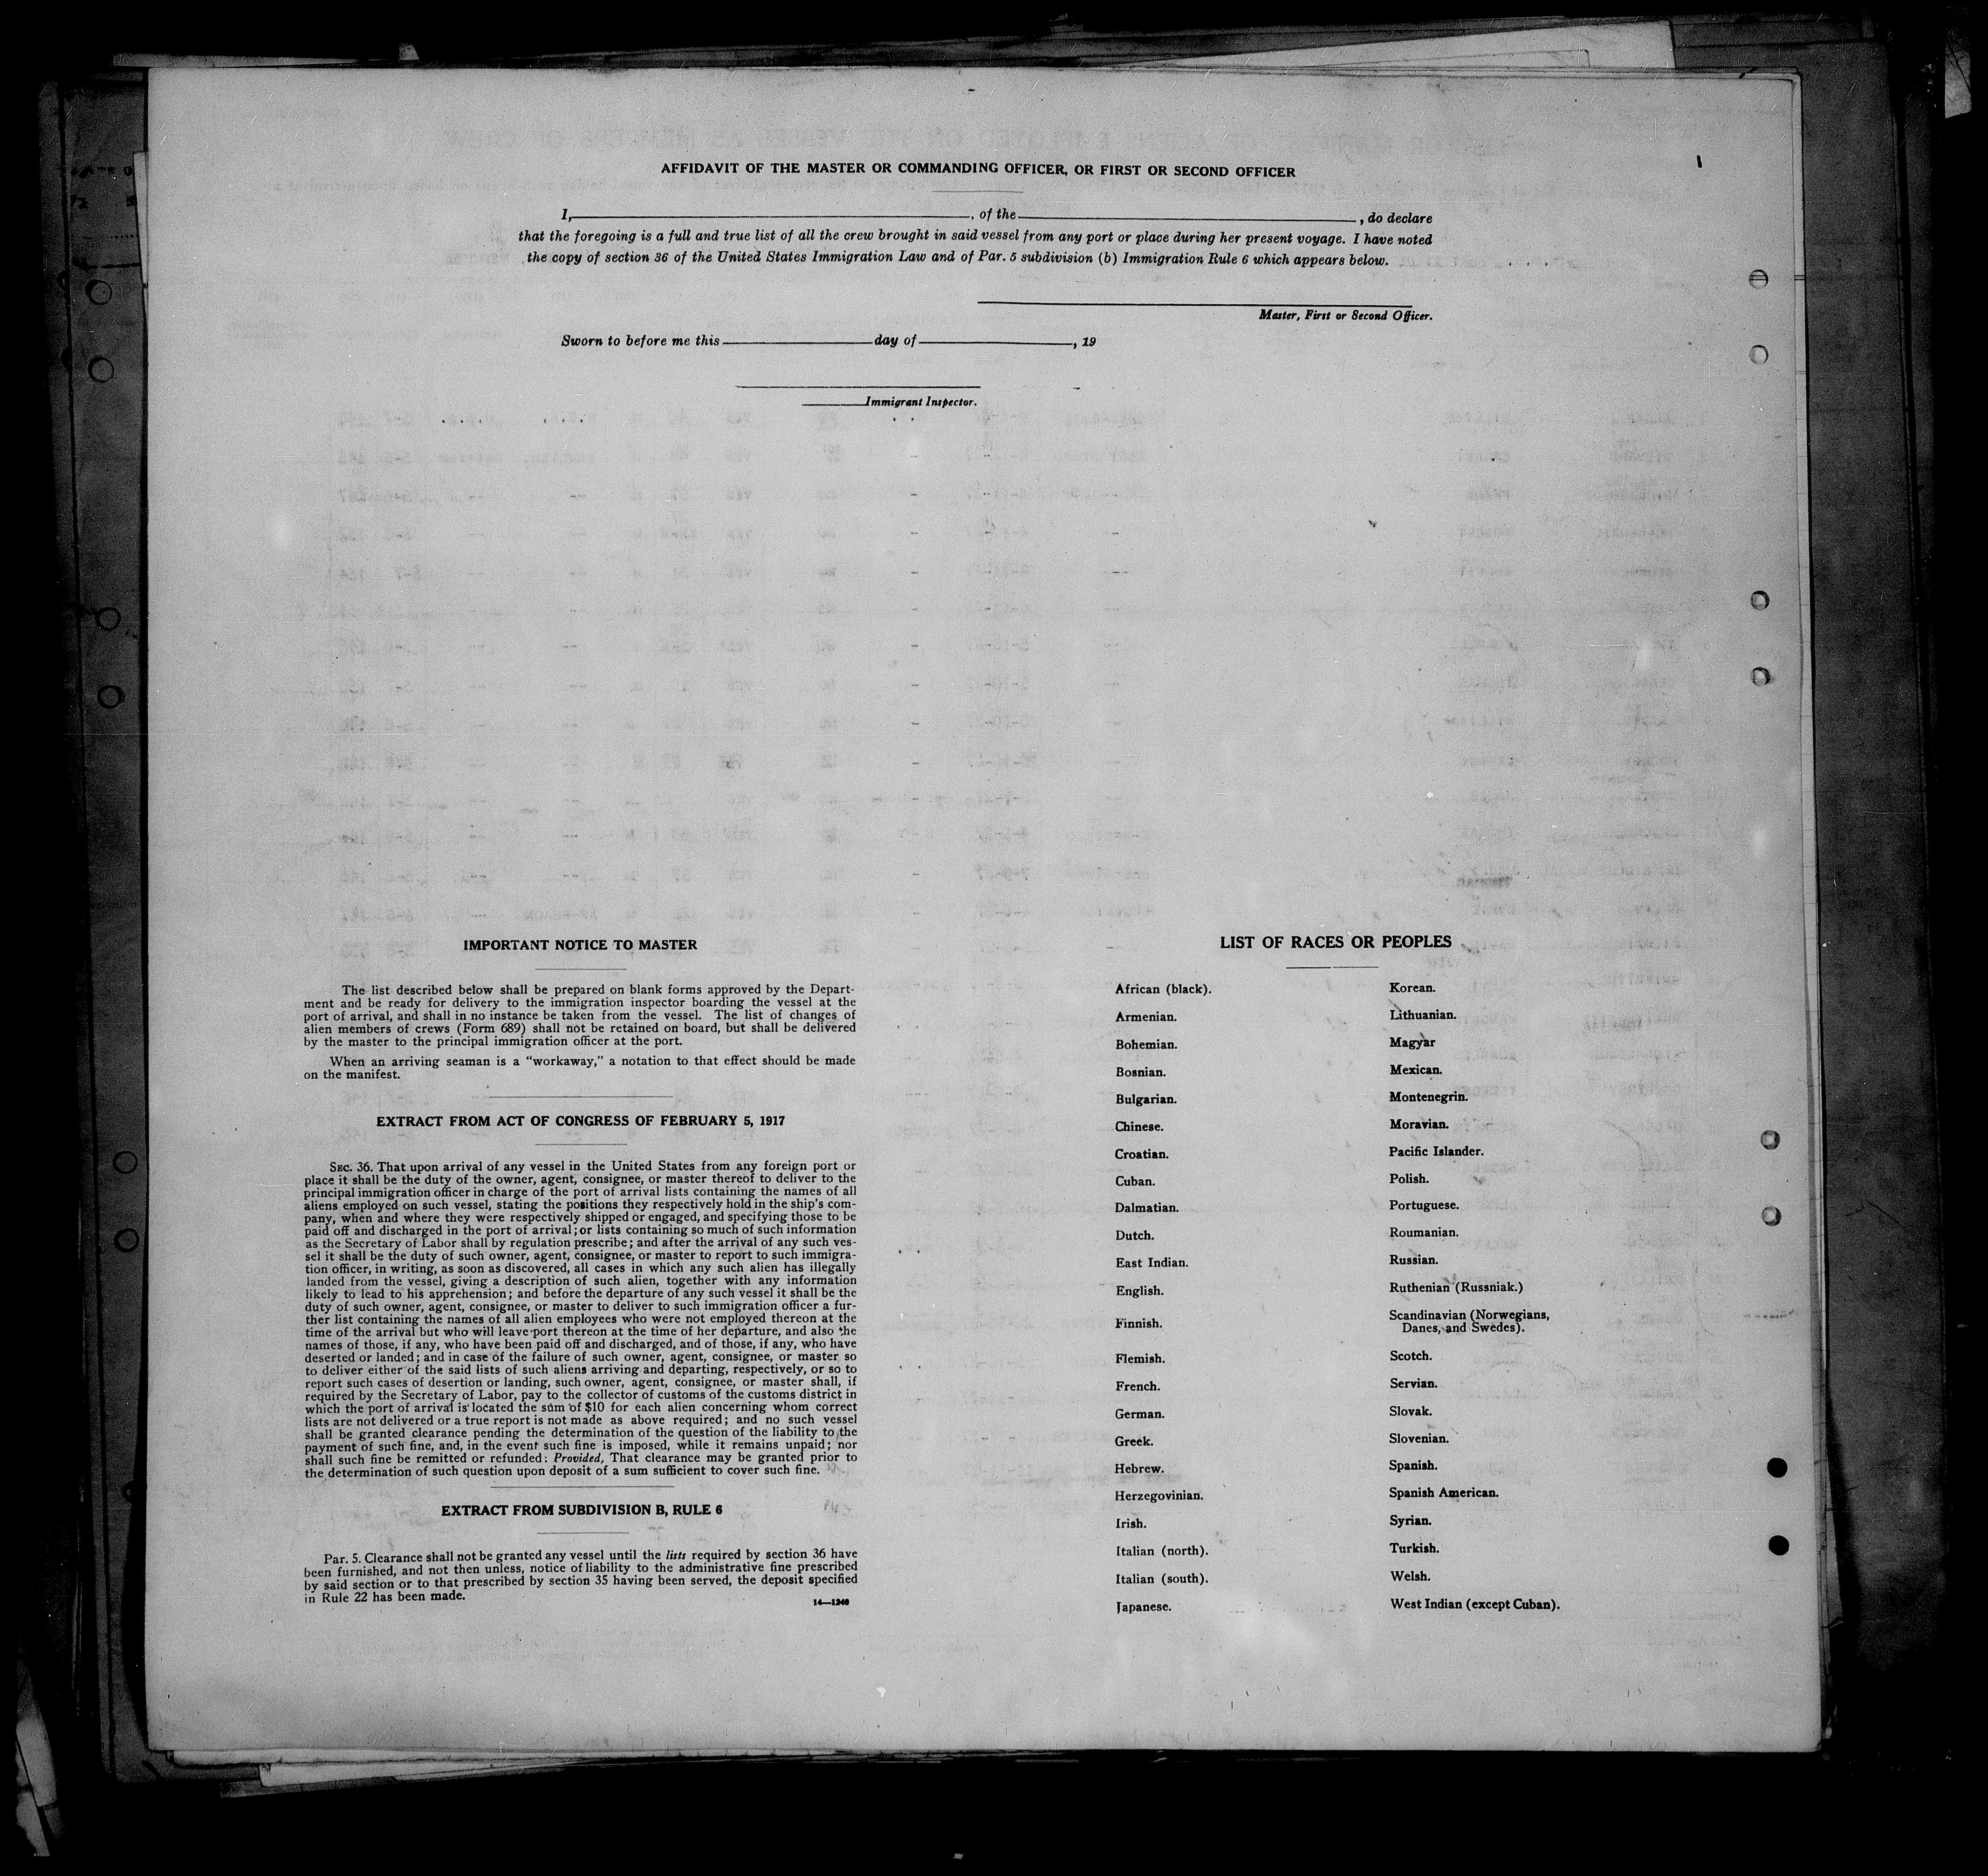 AFFIDAVIT OF THE MASTER OR COMMANDING OFFICER, OR FIRST OR SECOND OFFICER
I, , of the , do declare
that the foregoing is a full and true list of all the crew brought in said vessel from any port or place during her present voyage. I have noted
the copy of section 36 of the United States Immigration Law and of Par. 5 subdivision (b) Immigration Rule 6 which appears below.
Master, First or Second Officer.
Sworn to before me this day of , 19
Immigrant Inspector.
IMPORTANT NOTICE TO MASTER
The list described below shall be prepared on blank forms approved by the Depart-
ment and be ready for delivery to the immigration inspector boarding the vessel at the
port of arrival, and shall in no instance be taken from the vessel. The list of changes of
alien members of crews (Form 689) shall not be retained on board, but shall be delivered
by the master to the principal immigration officer at the port.
When an arriving seaman is a "workaway," a notation to that effect should be made
on the manifest.
EXTRACT FROM ACT OF CONGRESS OF FEBRUARY 5, 1917
SEC. 36. That upon arrival of any vessel in the United States from any foreign port or
place it shall be the duty of the owner, agent, consignee, or master thereof to deliver to the
principal immigration officer in charge of the port of arrival lists containing the names of all
aliens employed on such vessel, stating the positions they respectively hold in the ship's com-
pany, when and where they were respectively shipped or engaged, and specifying those to be
paid off and discharged in the port of arrival; or lists containing so much of such information
as the Secretary of Labor shall by regulation prescribe; and after the arrival of any such ves-
sel it shall be the duty of such owner, agent, consignee, or master to report to such immigra-
tion officer, in writing, as soon as discovered, all cases in which any such alien has illegally
landed from the vessel, giving a description of such alien, together with any information
likely to lead to his apprehension; and before the departure of any such vessel it shall be the
duty of such owner, agent, consignee, or master to deliver to such immigration officer a fur-
ther list containing the names of all alien employees who were not employed thereon at the
time of the arrival but who will leave port thereon at the time of her departure, and also the
names of those, if any, who have been paid off and discharged, and of those, if any, who have
deserted or landed; and in case of the failure of such owner, agent, consignee, or master so
to deliver either of the said lists of such aliens arriving and departing, respectively, or so to
report such cases of desertion or landing, such owner, agent, consignee, or master shall, if
required by the Secretary of Labor, pay to the collector of customs of the customs district in
which the port of arrival is located the sum of $10 for each alien concerning whom correct
lists are not delivered or a true report is not made as above required; and no such vessel
shall be granted clearance pending the determination of the question of the liability to the
payment of such fine, and, in the event such fine is imposed, while it remains unpaid; nor
shall such fine be remitted or refunded: Provided, That clearance may be granted prior to
the determination of such question upon deposit of a sum sufficient to cover such fine.
EXTRACT FROM SUBDIVISION B, RULE 6
Par. 5. Clearance shall not be granted any vessel until the lists required by section 36 have
been furnished, and not then unless, notice of liability to the administrative fine prescribed
by said section or to that prescribed by section 35 having been served, the deposit specified
in Rule 22 has been made.
14—1240
LIST OF RACES OR PEOPLES
African (black).
Armenian.
Bohemian.
Bosnian.
Bulgarian.
Chinese.
Croatian.
Cuban.
Dalmatian.
Dutch.
East Indian.
English.
Finnish.
Flemish.
French.
German.
Greek.
Hebrew.
Herzegovinian.
Irish.
Italian (north).
Italian (south).
Japanese.
Korean.
Lithuanian.
Magyar
Mexican.
Montenegrin.
Moravian.
Pacific Islander.
Polish.
Portuguese.
Roumanian.
Russian.
Ruthenian (Russniak.)
Scandinavian (Norwegians,
Danes, and Swedes).
Scotch.
Servian.
Slovak.
Slovenian.
Spanish.
Spanish American.
Syrian.
Turkish.
Welsh.
West Indian (except Cuban).